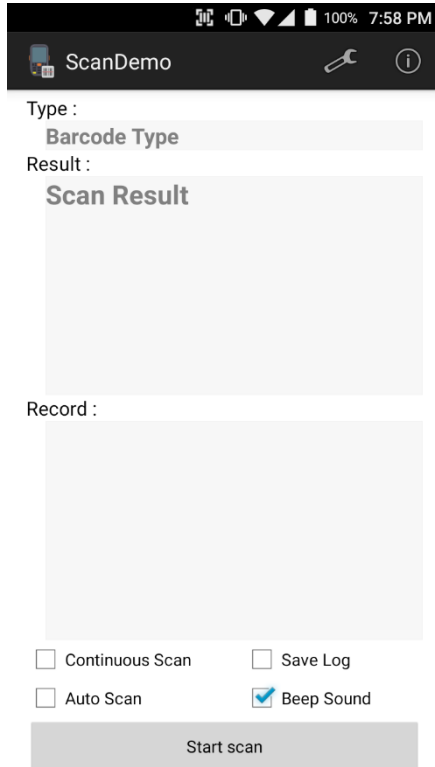 100% 7:58 PM
ScanDemo
Type :
Barcode Type
Result :
Scan Result
Record :
Continuous Scan Save Log
Auto Scan Beep Sound
Start scan